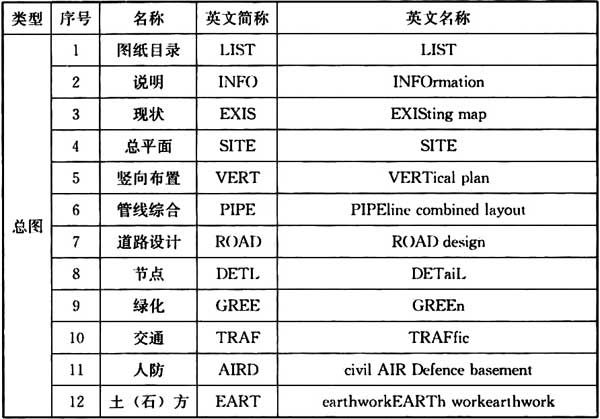 类型 序号 名称 英文简称 英文名称
总图
1 图纸目录 LIST LIST
2 说明 INFO INFOrmation
3 现状 EXIS EXISting map
4 总平面 SITE SITE
5 竖向布置 VERT VERTical plan
6 管线综合 PIPE PIPEline combined layout
7 道路设计 ROAD ROAD design
8 节点 DETL DETaiL
9 绿化 GREE GREEn
10 交通 TRAF TRAFfic
11 人防 AIRD civil AIR Defence basement
12 土（石）方 EART earthworkEARTh workearthwork